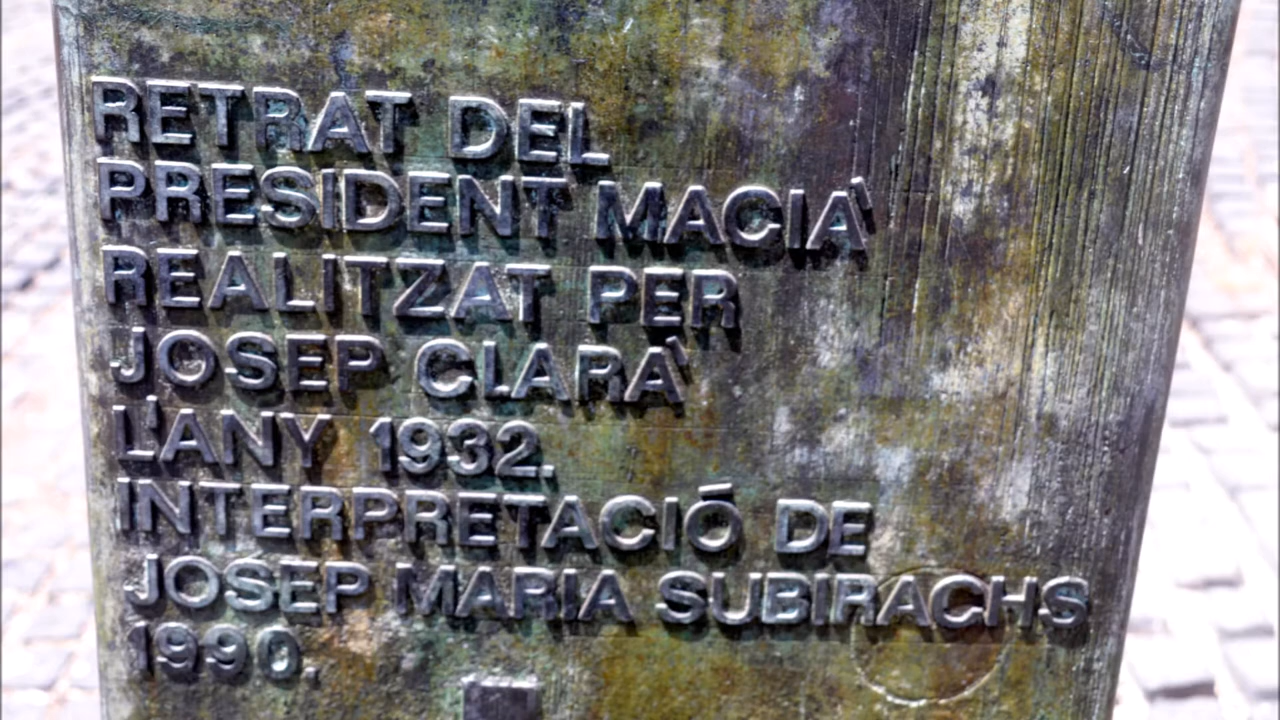 RETRAT DEL
PRESIDENT MACIÀ
REALITZAT PER
JOSEP CLARÀ
L'ANY 1932.
INTERPRETACIÓ DE
JOSEP MARIA SUBIRACHS
1990.